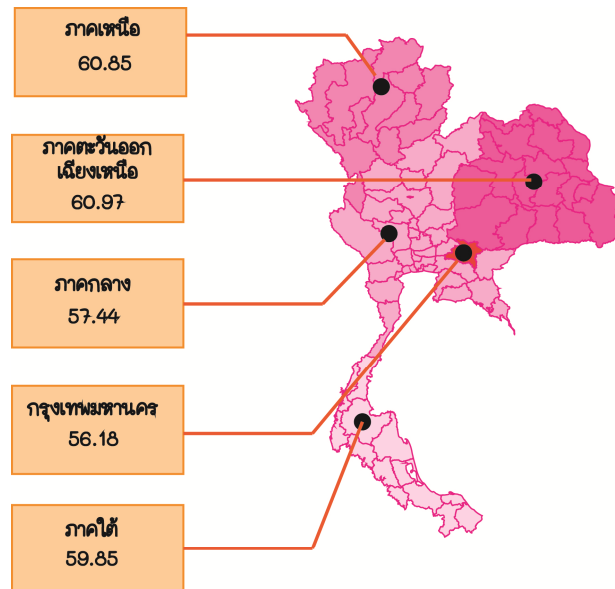 ภาคเหนือ
60.85
ภาคตะวันออก
เฉียงเหนือ
60.97
ภาคกลาง
57.44
กรุงเทพมหานคร
56.18
ภาคใต้
59.85